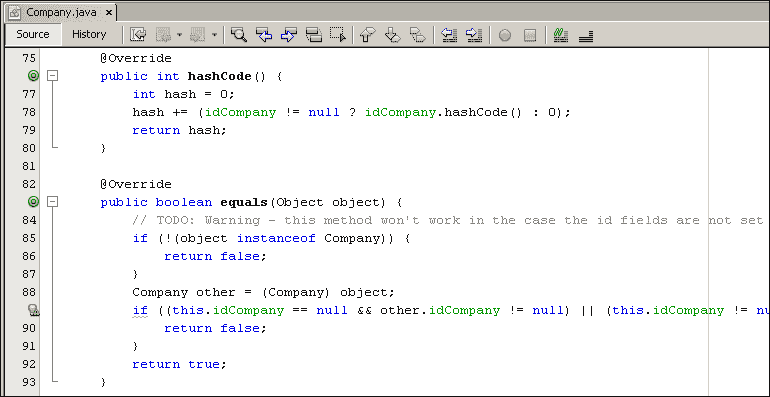 Company.java
Source History
75 @Override
public int hashCode() {
77 int hash = 0;
78 hash += (idCompany != null ? idCompany.hashCode() : 0);
79 return hash;
80 }
81
82 @Override
public boolean equals(Object object) {
84 // TODO: Warning - this method won't work in the case the id fields are not set
85 if (!(object instanceof Company)) {
86 return false;
87 }
88 Company other = (Company) object;
if ((this.idCompany == null && other.idCompany != null) || (this.idCompany != nu
90 return false;
91 }
92 return true;
93 }